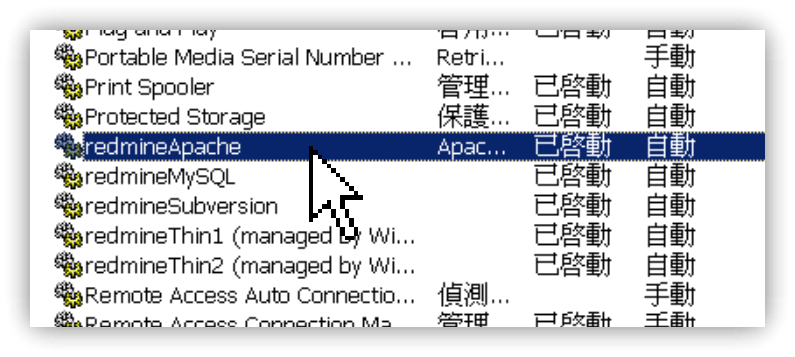 Plug and Play 啓用... 已啓動 自動
Portable Media Serial Number ... Retri... 手動
Print Spooler 管理... 已啓動 自動
Protected Storage 保護... 已啓動 自動
redmineApache Apac... 已啓動 自動
redmineMySQL 已啓動 自動
redmineSubversion 已啓動 自動
redmineThin1 (managed by Wi... 已啓動 自動
redmineThin2 (managed by Wi... 已啓動 自動
Remote Access Auto Connectio... 偵測... 手動
Remote Access Connection Ma... 管理... 已啓動 手動